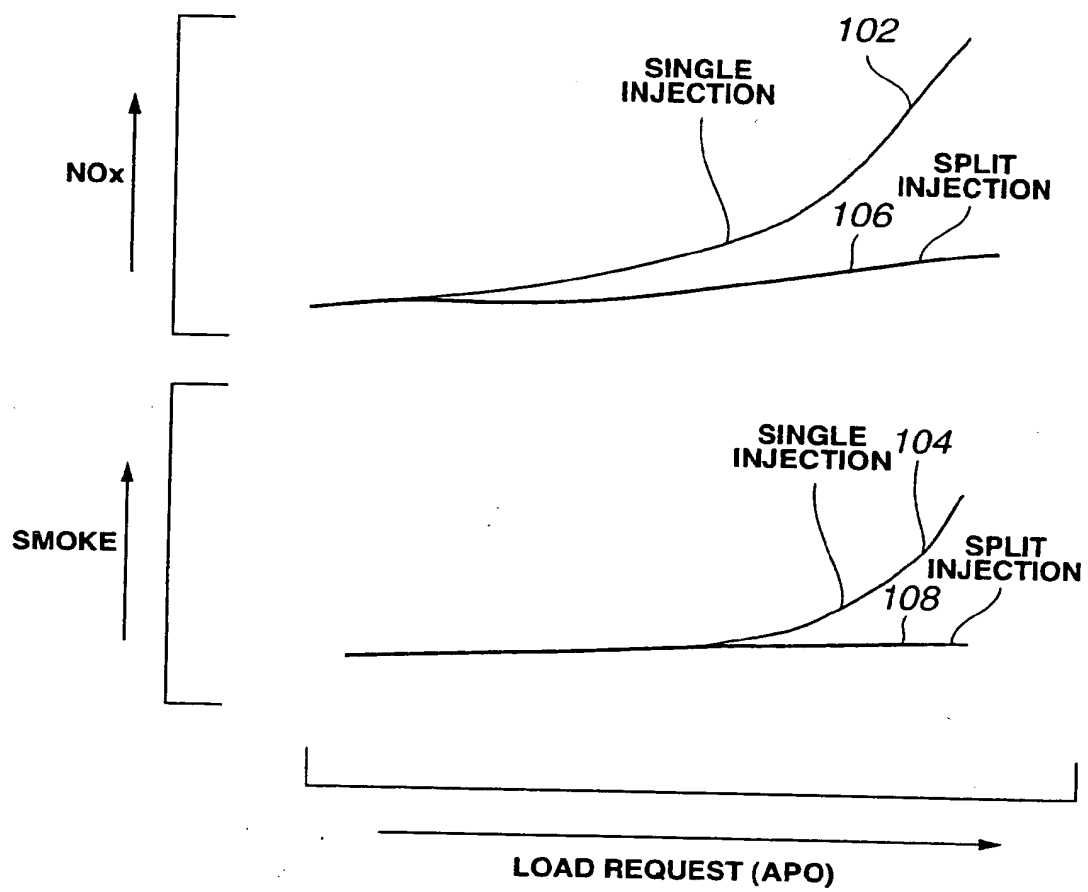 102
SINGLE
INJECTION
NOx
SPLIT
INJECTION
106
SINGLE
INJECTION
104
SMOKE
SPLIT
INJECTION
108
LOAD REQUEST (APO)